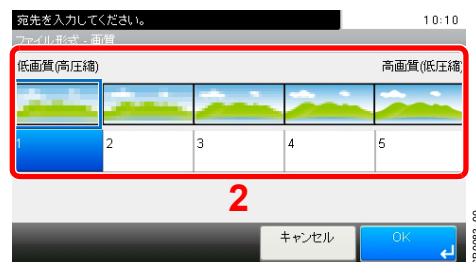 宛先を入力してください。 10:10
ファイル形式 - 画質
低画質(高圧縮) 高画質(低圧縮)
1 2 3 4 5
2
キャンセル OK